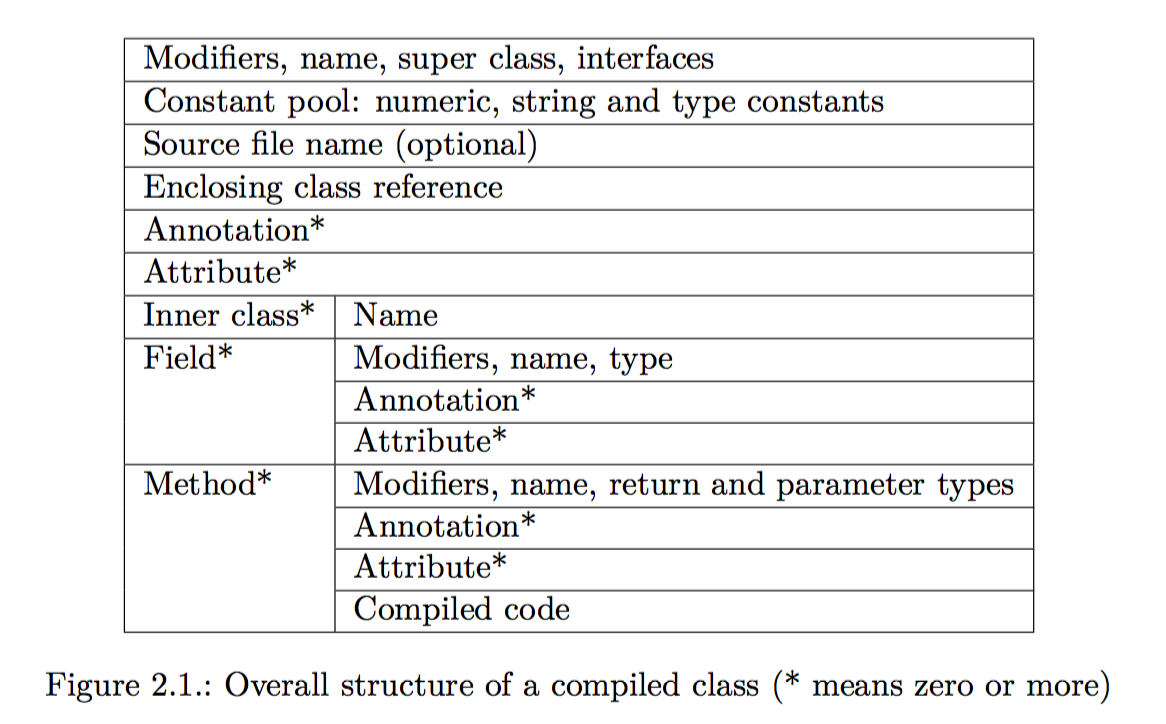 Modifiers, name, super class, interfaces
Constant pool: numeric, string and type constants
Source file name (optional)
Enclosing class reference
Annotation*
Attribute*
Inner class* Name
Field* Modifiers, name, type
Annotation*
Attribute*
Method* Modifiers, name, return and parameter types
Annotation*
Attribute*
Compiled code
Figure 2.1.: Overall structure of a compiled class (* means zero or more)